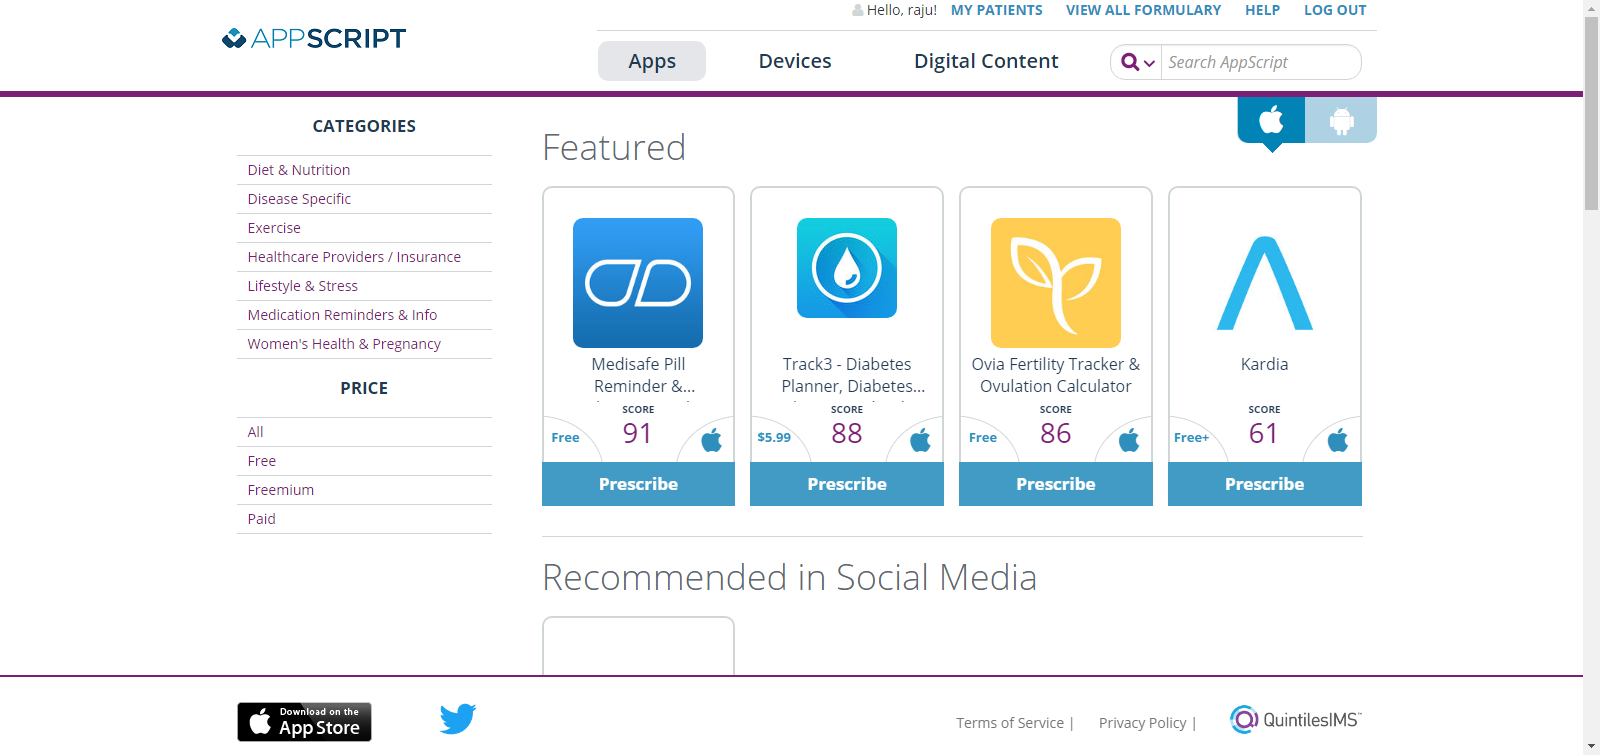 Hello, raju! MY PATIENTS VIEW ALL FORMULARY HELP LOG OUT
APPSCRIPT
Apps Devices Digital Content Search AppScript
CATEGORIES
Diet & Nutrition
Disease Specific
Exercise
Healthcare Providers / Insurance
Lifestyle & Stress
Medication Reminders & Info
Women's Health & Pregnancy
PRICE
All
Free
Freemium
Paid
Featured
Medisafe Pill
Reminder &...
SCORE
Free 91
Prescribe
Track3 - Diabetes
Planner, Diabetes...
SCORE
$5.99 88
Prescribe
Ovia Fertility Tracker &
Ovulation Calculator
SCORE
Free 86
Prescribe
Kardia
SCORE
Free+ 61
Prescribe
Recommended in Social Media
Download on the
App Store
Terms of Service | Privacy Policy |
QuintilesIMS™